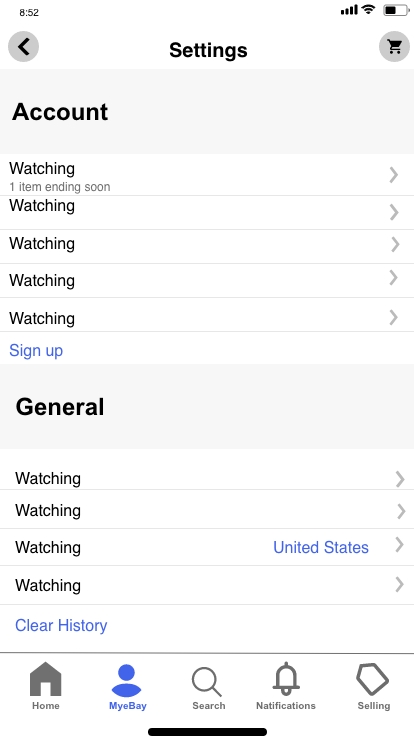 8:52
Settings
Account
Watching
1 item ending soon
Watching
Watching
Watching
Watching
Sign up
General
Watching
Watching
Watching United States
Watching
Clear History
Home MyeBay Search Natifications Selling